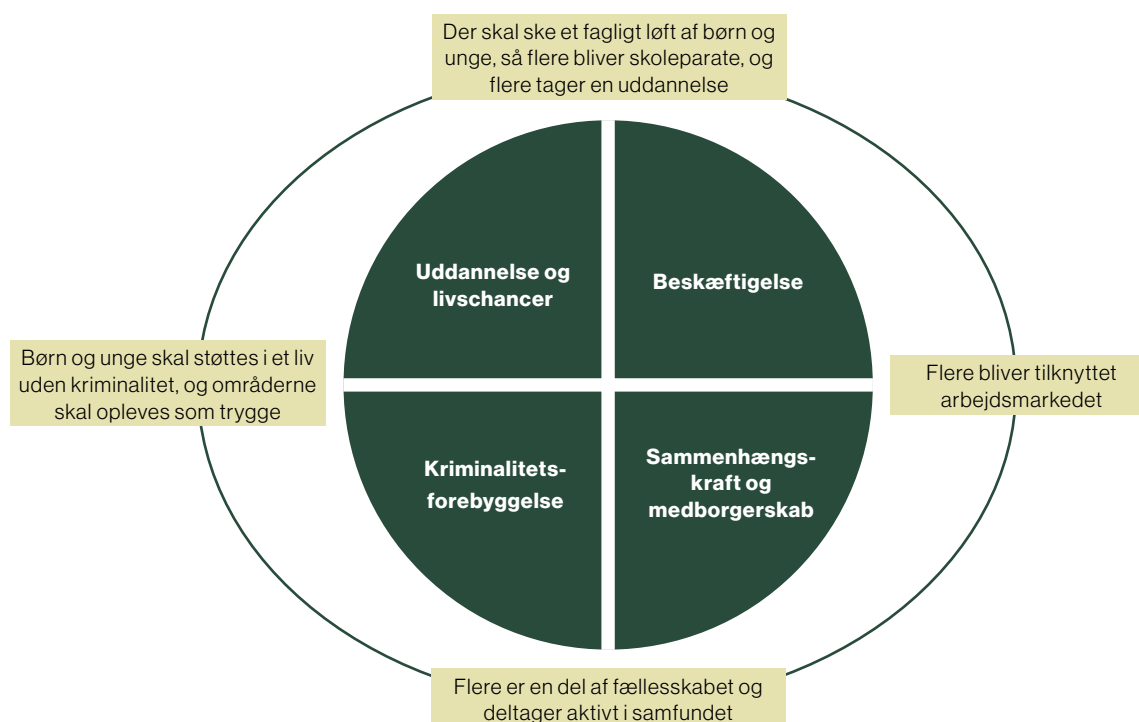 Der skal ske et fagligt løft af børn og
unge, så flere bliver skoleparate, og
flere tager en uddannelse
Uddannelse og
livschancer
Beskæftigelse
Børn og unge skal støttes i et liv
uden kriminalitet, og områderne
skal opleves som trygge
Flere bliver tilknyttet
arbejdsmarkedet
Kriminalitets-
forebyggelse
Sammenhængs-
kraft og
medborgerskab
Flere er en del af fællesskabet og
deltager aktivt i samfundet